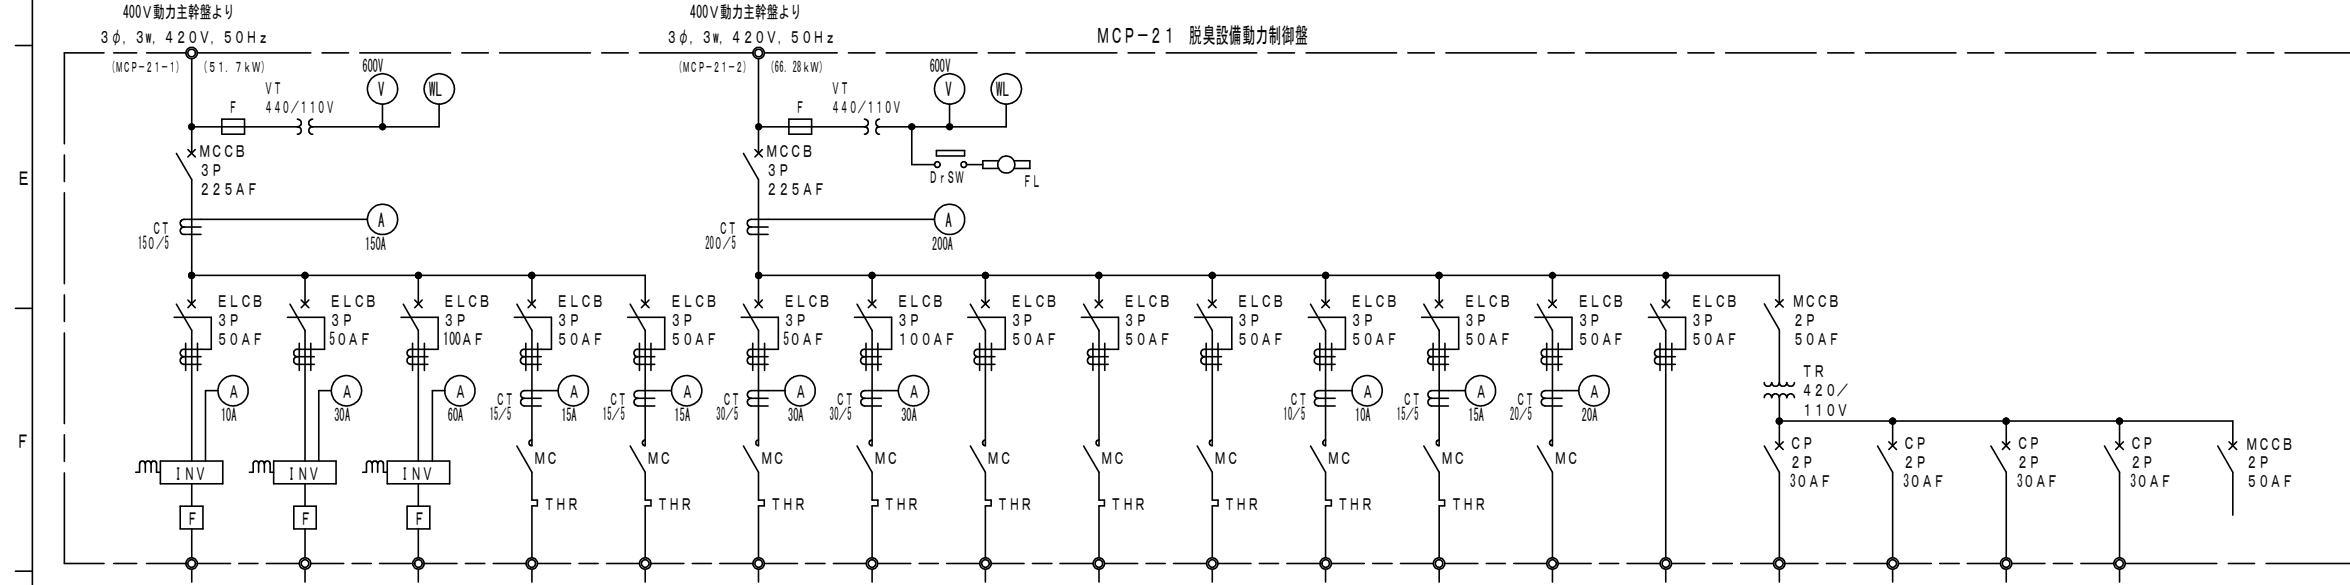 400V動力主幹盤より
400V動力主幹盤より
3φ, 3w, 420V, 50Hz
3φ, 3w, 420V, 50Hz
MCP-21 脱臭設備動力制御盤
(MCP-21-1) (51. 7kW)
600V
(MCP-21-2) (66. 28kW)
600V
VT
440/110V
F
V
WL
VT
440/110V
F
V
WL
MCCB
3P
225AF
MCCB
3P
225AF
DrSW
FL
E
CT
150/5
A
150A
CT
200/5
A
200A
ELCB
3P
50AF
ELCB
3P
50AF
ELCB
3P
100AF
ELCB
3P
50AF
ELCB
3P
50AF
ELCB
3P
50AF
ELCB
3P
100AF
ELCB
3P
50AF
ELCB
3P
50AF
ELCB
3P
50AF
ELCB
3P
50AF
ELCB
3P
50AF
ELCB
3P
50AF
ELCB
3P
50AF
MCCB
2P
50AF
A
10A
A
30A
A
60A
CT
15/5
A
15A
CT
15/5
A
15A
CT
30/5
A
30A
CT
30/5
A
30A
CT
10/5
A
10A
CT
15/5
A
15A
CT
20/5
A
20A
TR
420/
110V
F
INV
INV
INV
MC
MC
MC
MC
MC
MC
MC
MC
MC
MC
CP
2P
30AF
CP
2P
30AF
CP
2P
30AF
CP
2P
30AF
MCCB
2P
50AF
F
F
F
THR
THR
THR
THR
THR
THR
THR
THR
THR